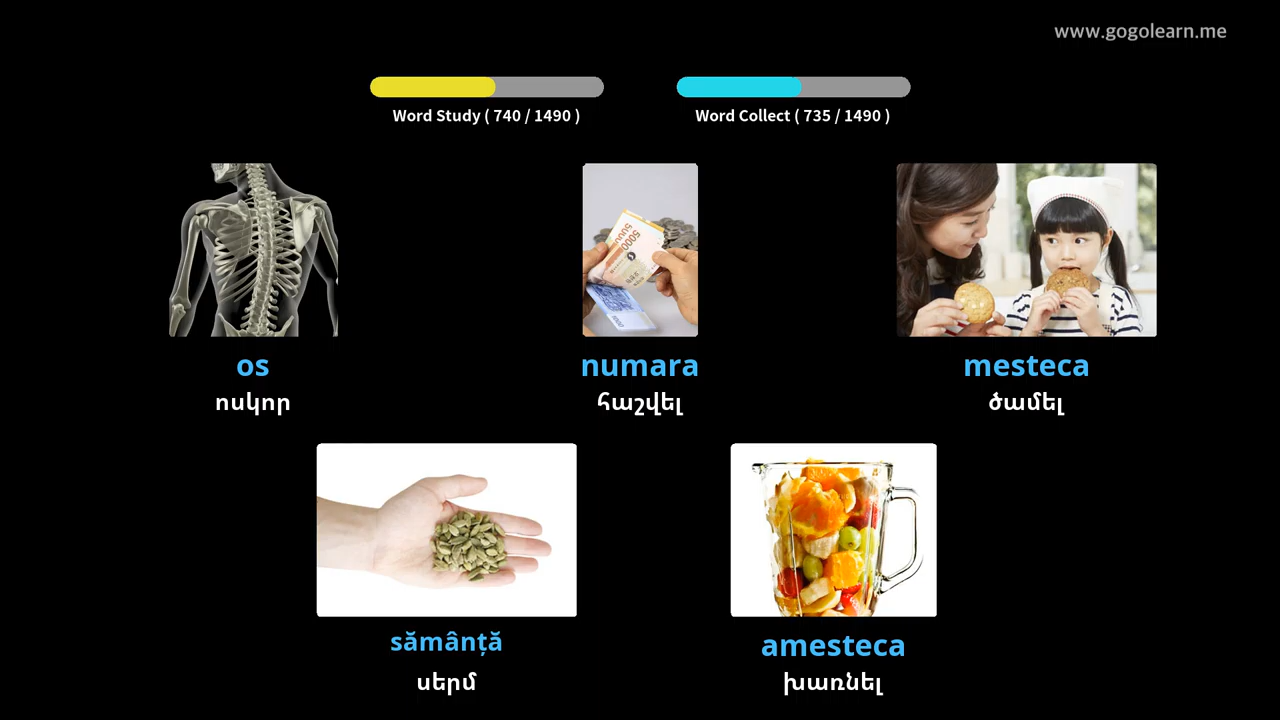 www.gogolearn.me
Word Study ( 740 / 1490 )
Word Collect ( 735 / 1490 )
os
ոսկոր
numara
հաշվել
mesteca
ծամել
sămânță
սերմ
amesteca
խառնել